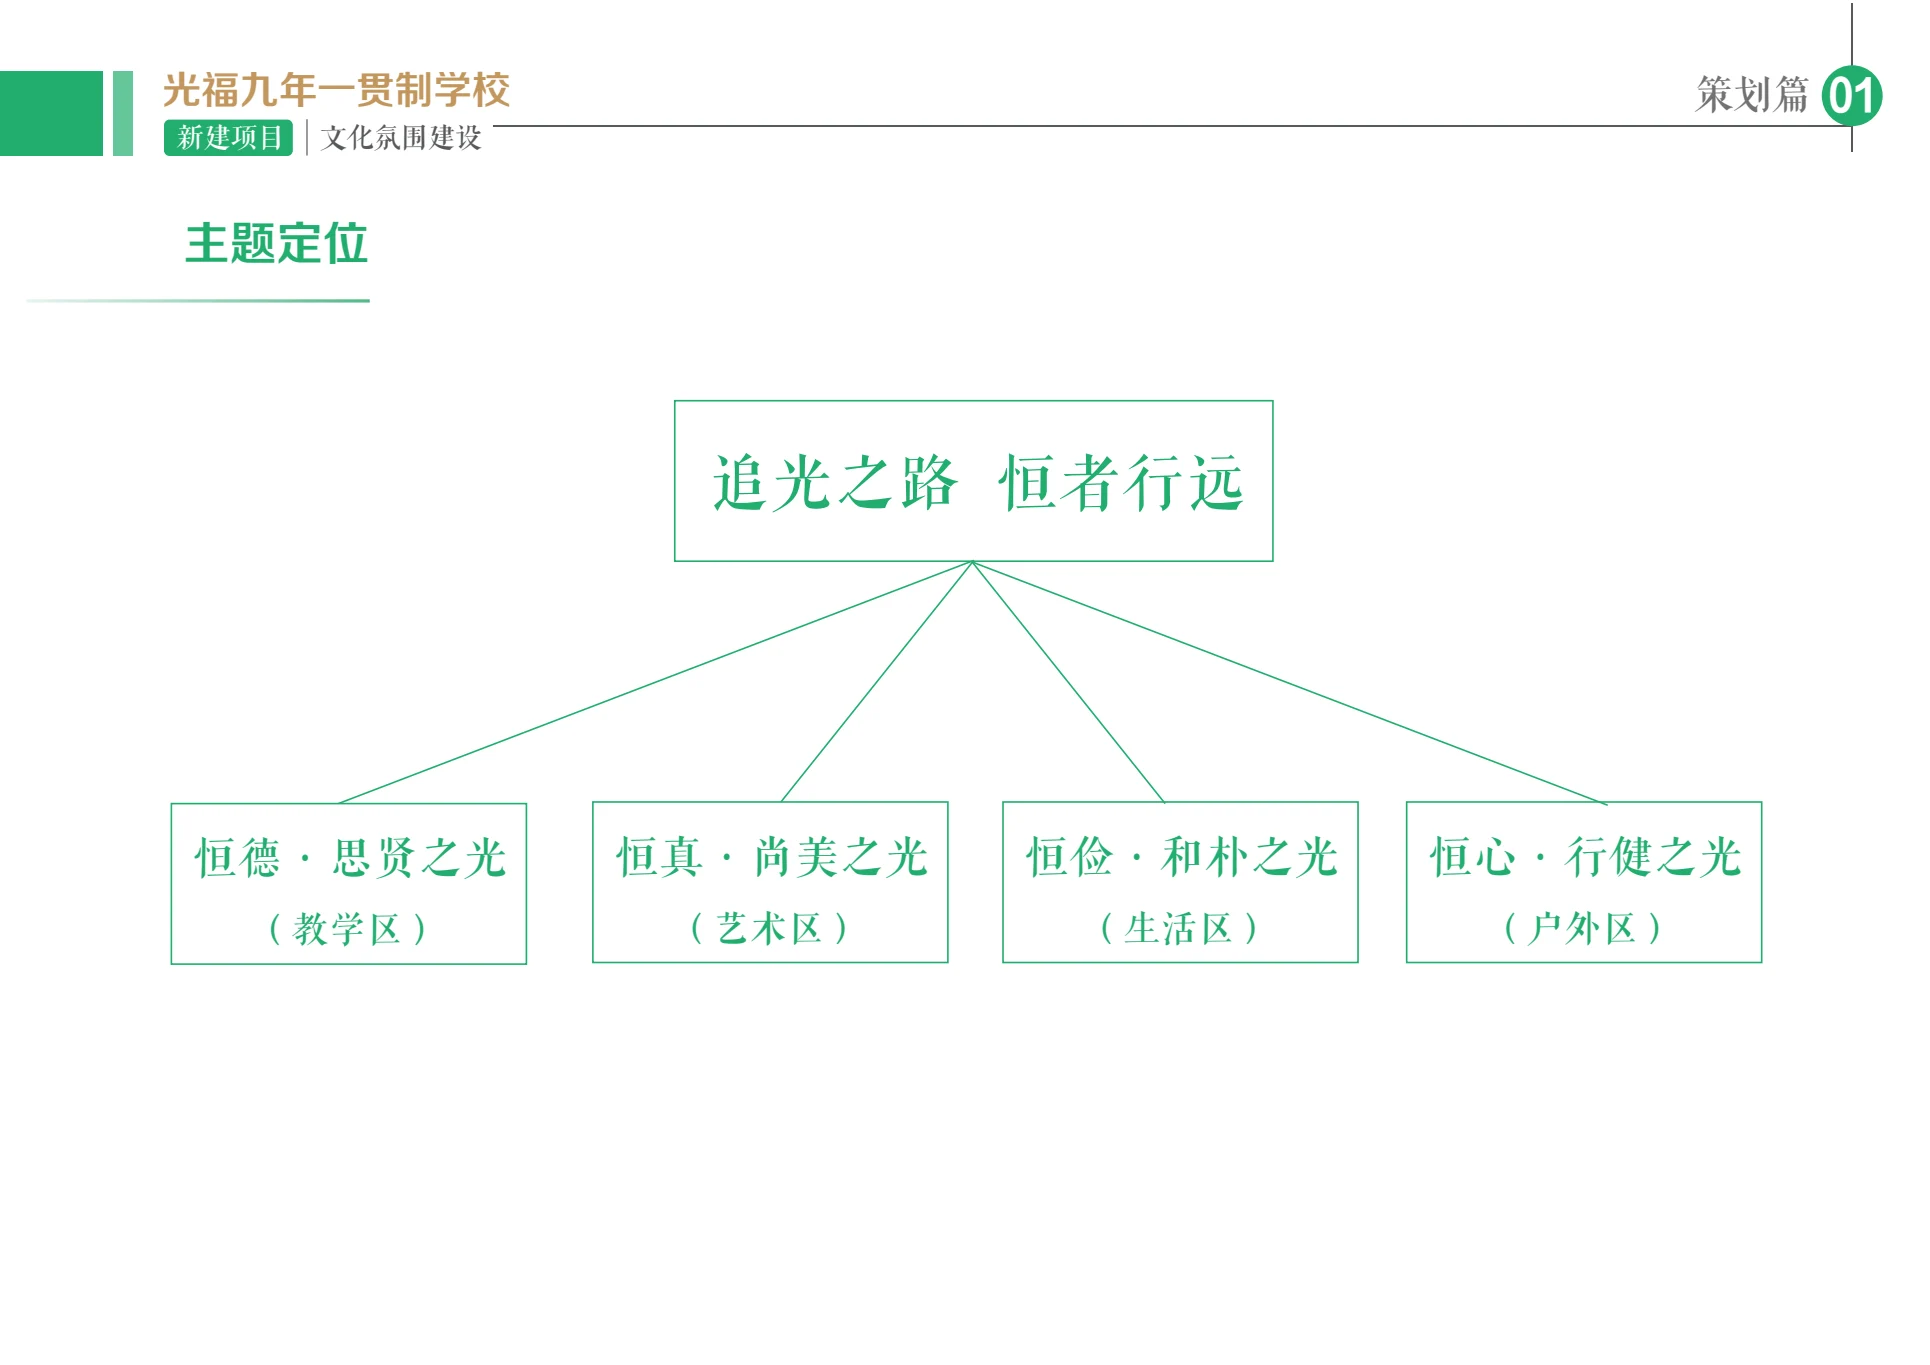 光福九年一贯制学校
新建项目 文化氛围建设
策划篇 01
主题定位
追光之路 恒者行远
恒德·思贤之光
（教学区）
恒真·尚美之光
（艺术区）
恒俭·和朴之光
（生活区）
恒心·行健之光
（户外区）